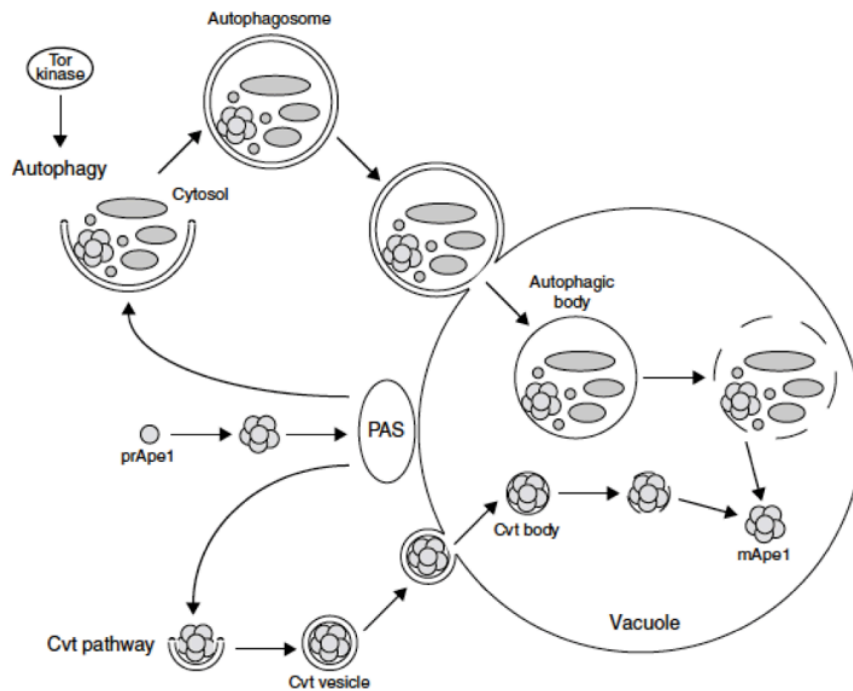 Autophagosome
Tor
kinase
Autophagy
Cytosol
Autophagic
body
PAS
prApe1
Cvt body
mApe1
Vacuole
Cvt pathway
Cvt vesicle